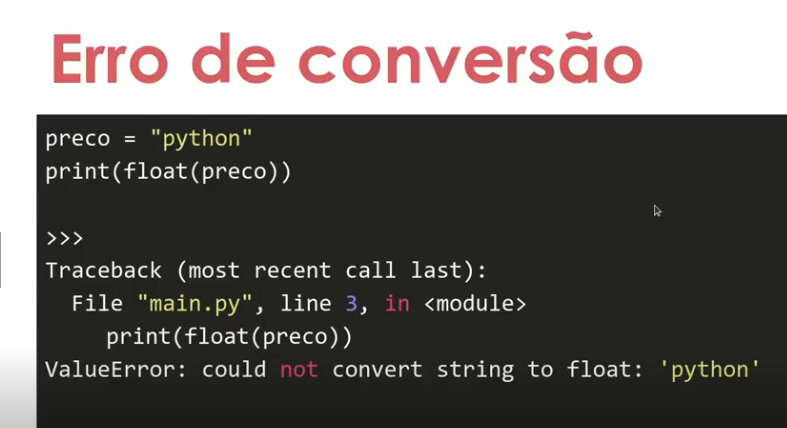 Erro de conversão
preco = "python"
print(float(preco))
>>>
Traceback (most recent call last):
File "main.py", line 3, in <module>
print(float(preco))
ValueError: could not convert string to float: 'python'